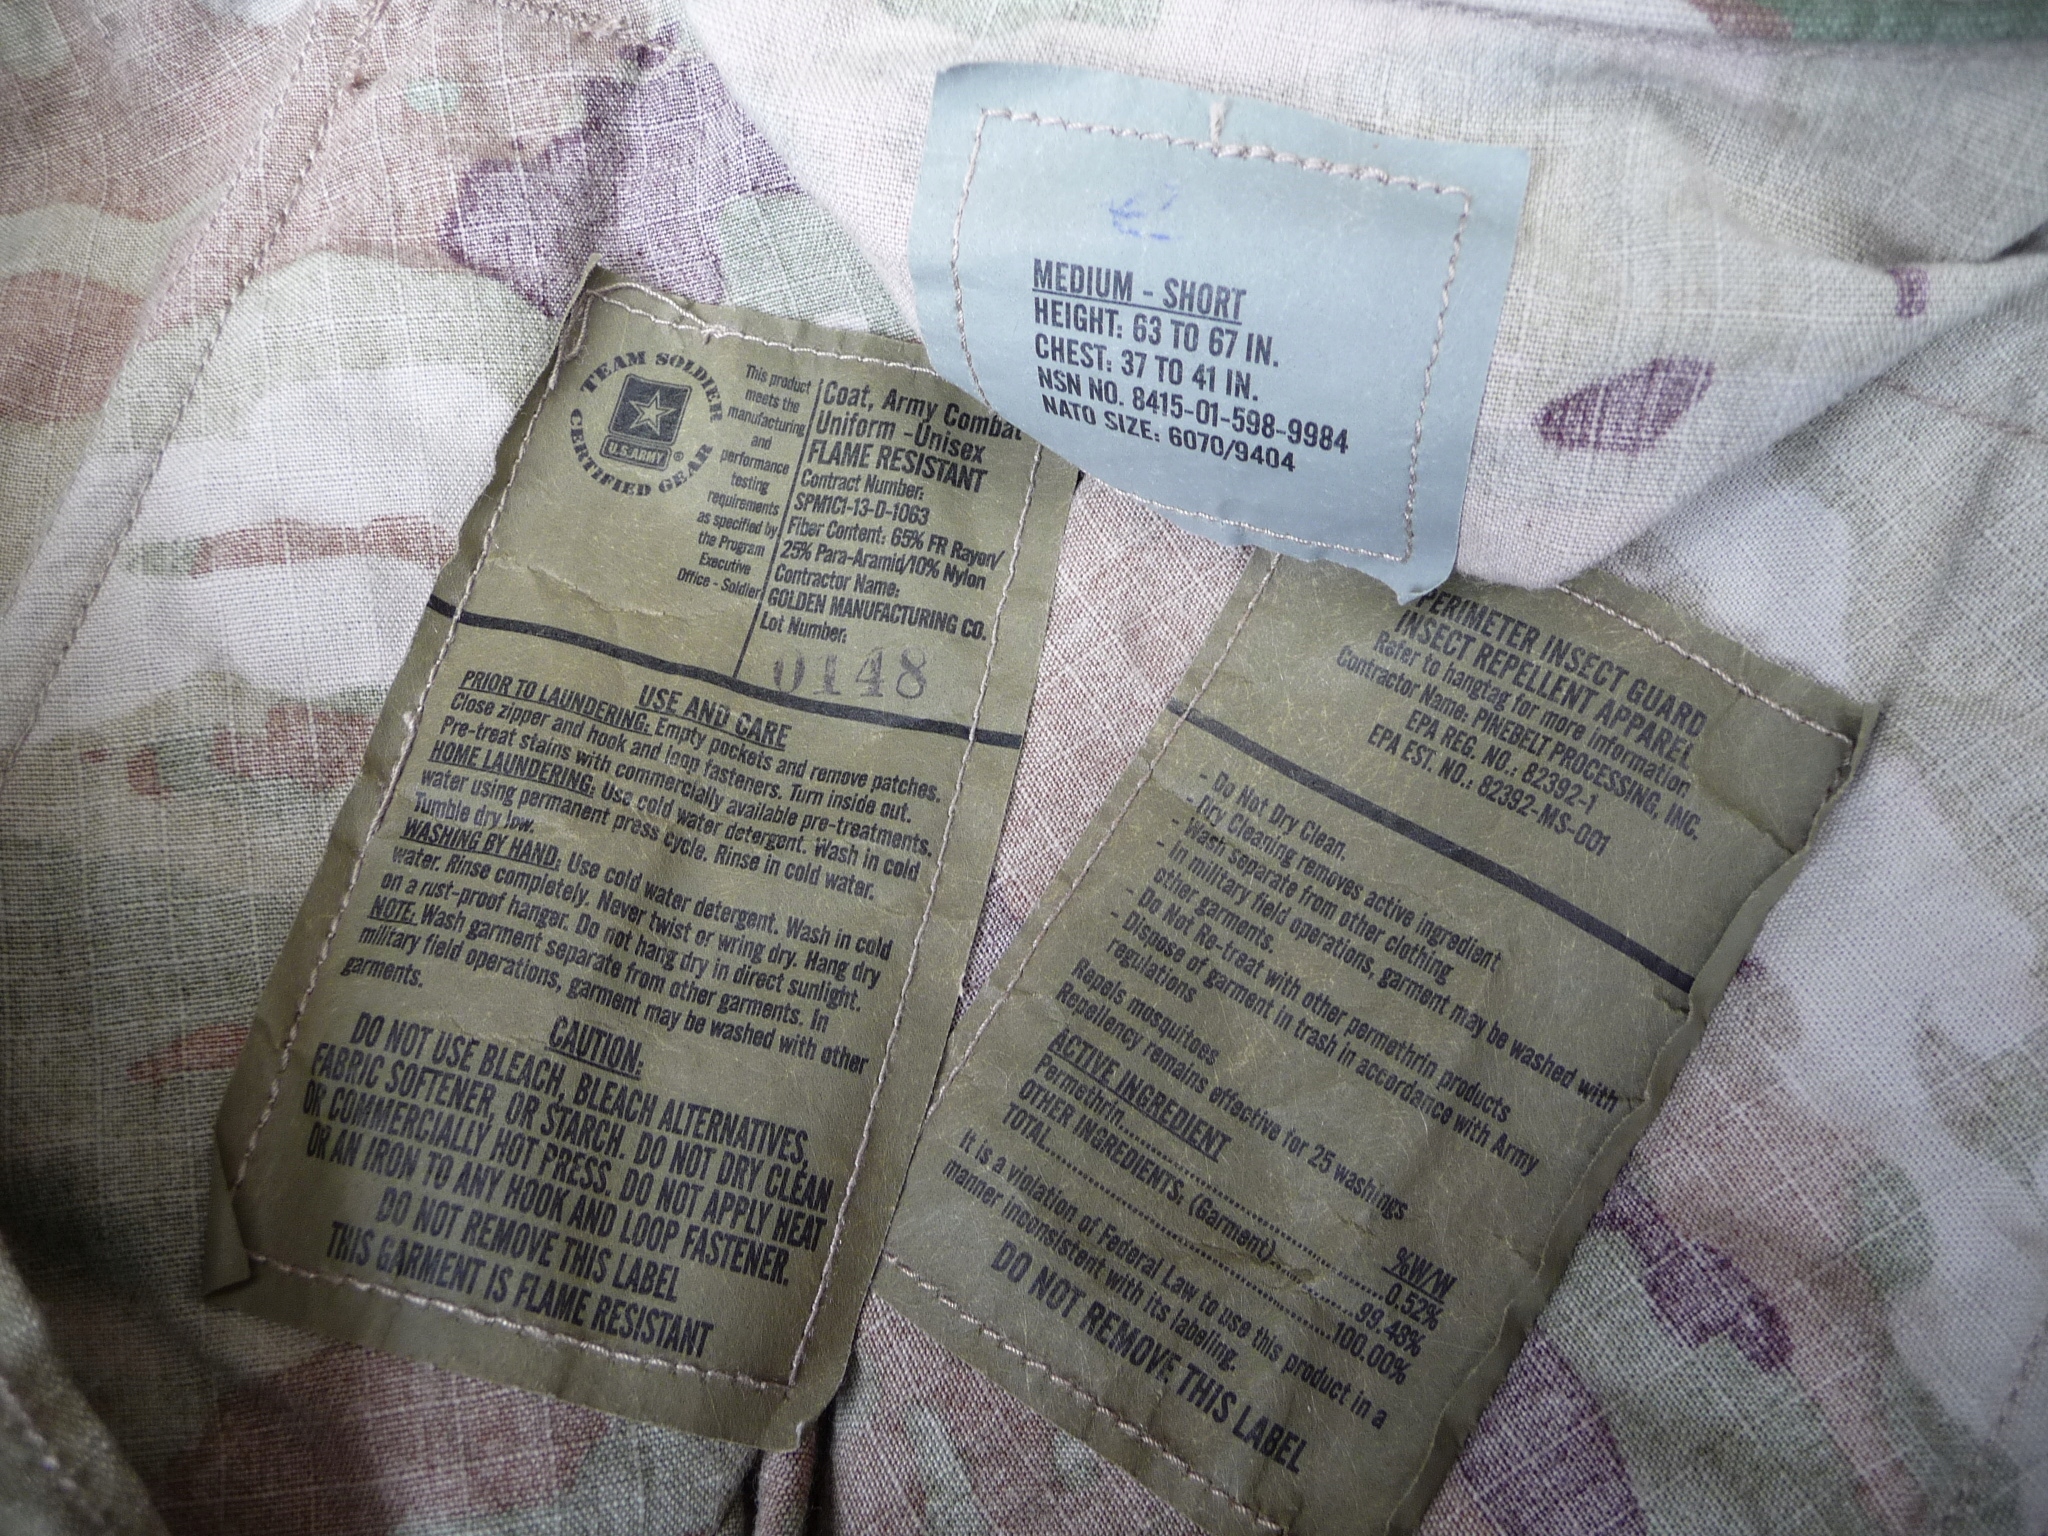 MEDIUM - SHORT
HEIGHT: 63 TO 67 IN.
CHEST: 37 TO 41 IN.
NSN NO. 8415-01-598-9984
NATO SIZE: 6070/9404
TEAM SOLDIER
CERTIFIED GEAR
U.S.ARMY ®
This product
meets the
manufacturing
and
performance
testing
requirements
as specified by
the Program
Executive
Office - Soldier
Coat, Army Combat
Uniform -Unisex
FLAME RESISTANT
Contract Number:
SPM1C1-13-D-1063
Fiber Content: 65% FR Rayon/
25% Para-Aramid/10% Nylon
Contractor Name:
GOLDEN MANUFACTURING CO.
Lot Number:
0148
USE AND CARE
PRIOR TO LAUNDERING: Empty pockets and remove patches.
Close zipper and hook and loop fasteners. Turn inside out.
Pre-treat stains with commercially available pre-treatments.
HOME LAUNDERING: Use cold water detergent. Wash in cold
water using permanent press cycle. Rinse in cold water.
Tumble dry low.
WASHING BY HAND: Use cold water detergent. Wash in cold
water. Rinse completely. Never twist or wring dry. Hang dry
on a rust-proof hanger. Do not hang dry in direct sunlight.
NOTE: Wash garment separate from other garments. In
military field operations, garment may be washed with other
garments.
CAUTION:
DO NOT USE BLEACH, BLEACH ALTERNATIVES,
FABRIC SOFTENER, OR STARCH. DO NOT DRY CLEAN
OR COMMERCIALLY HOT PRESS. DO NOT APPLY HEAT
OR AN IRON TO ANY HOOK AND LOOP FASTENER.
DO NOT REMOVE THIS LABEL
THIS GARMENT IS FLAME RESISTANT
PERIMETER INSECT GUARD
INSECT REPELLENT APPAREL
Refer to hangtag for more information
Contractor Name: PINEBELT PROCESSING, INC.
EPA REG. NO.: 82392-1
EPA EST. NO.: 82392-MS-001
- Do Not Dry Clean.
- Dry Cleaning removes active ingredient
- Wash separate from other clothing
- In military field operations, garment may be washed with
other garments.
- Do Not Re-treat with other permethrin products
- Dispose of garment in trash in accordance with Army
regulations
Repels mosquitoes
Repellency remains effective for 25 washings
ACTIVE INGREDIENT %W/W
Permethrin..................................0.52%
OTHER INGREDIENTS: (Garment)..................99.48%
TOTAL..................................100.00%
It is a violation of Federal Law to use this product in a
manner inconsistent with its labeling.
DO NOT REMOVE THIS LABEL